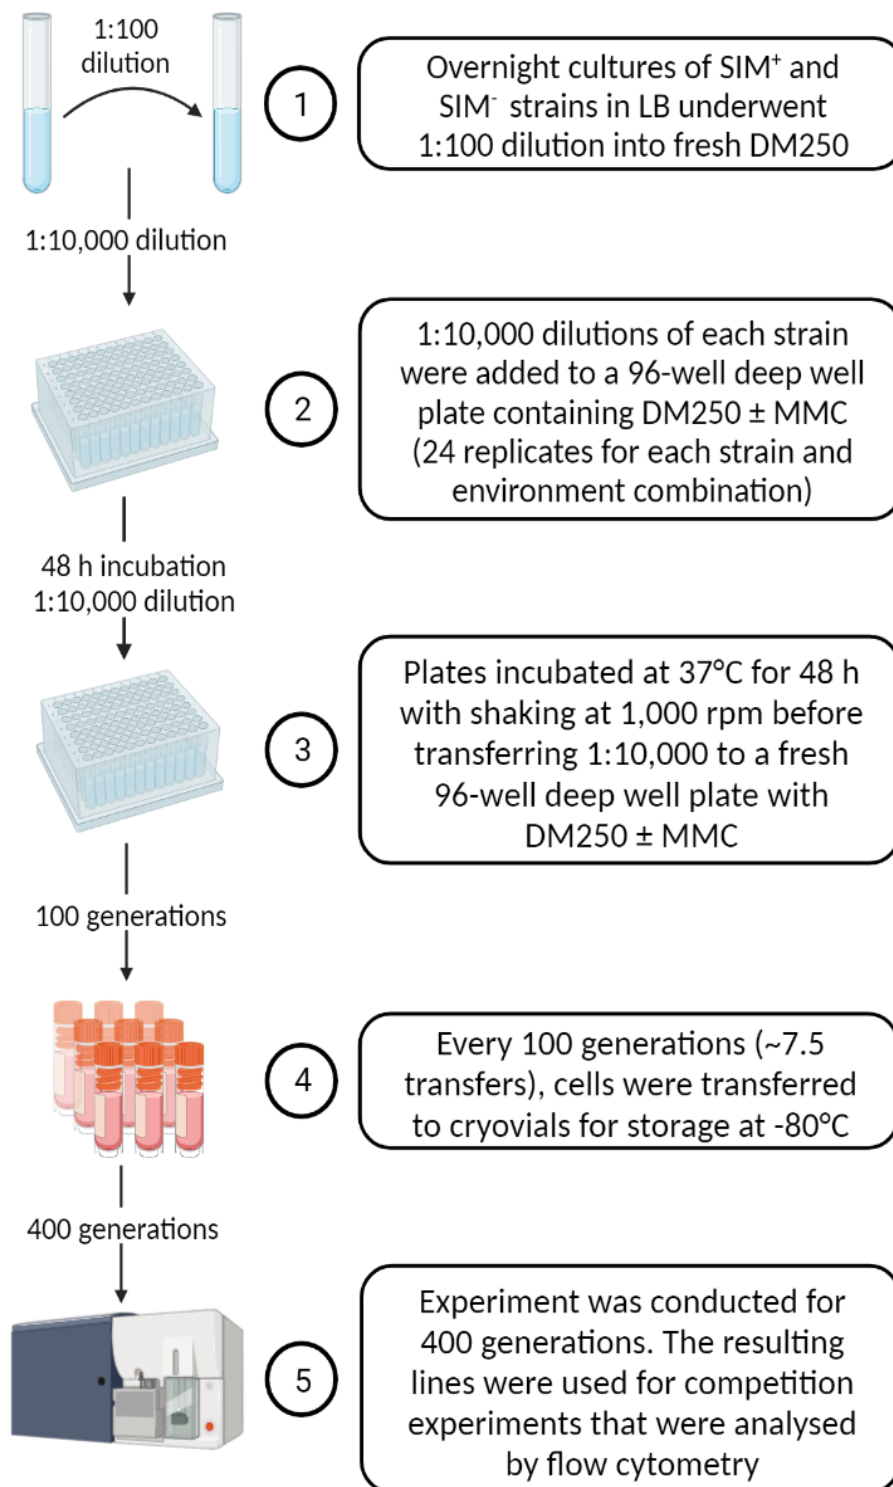 1:100
dilution
1
Overnight cultures of SIM⁺ and
SIM⁻ strains in LB underwent
1:100 dilution into fresh DM250
1:10,000 dilution
2
1:10,000 dilutions of each strain
were added to a 96-well deep well
plate containing DM250 ± MMC
(24 replicates for each strain and
environment combination)
48 h incubation
1:10,000 dilution
3
Plates incubated at 37°C for 48 h
with shaking at 1,000 rpm before
transferring 1:10,000 to a fresh
96-well deep well plate with
DM250 ± MMC
100 generations
4
Every 100 generations (~7.5
transfers), cells were transferred
to cryovials for storage at -80°C
400 generations
5
Experiment was conducted for
400 generations. The resulting
lines were used for competition
experiments that were analysed
by flow cytometry